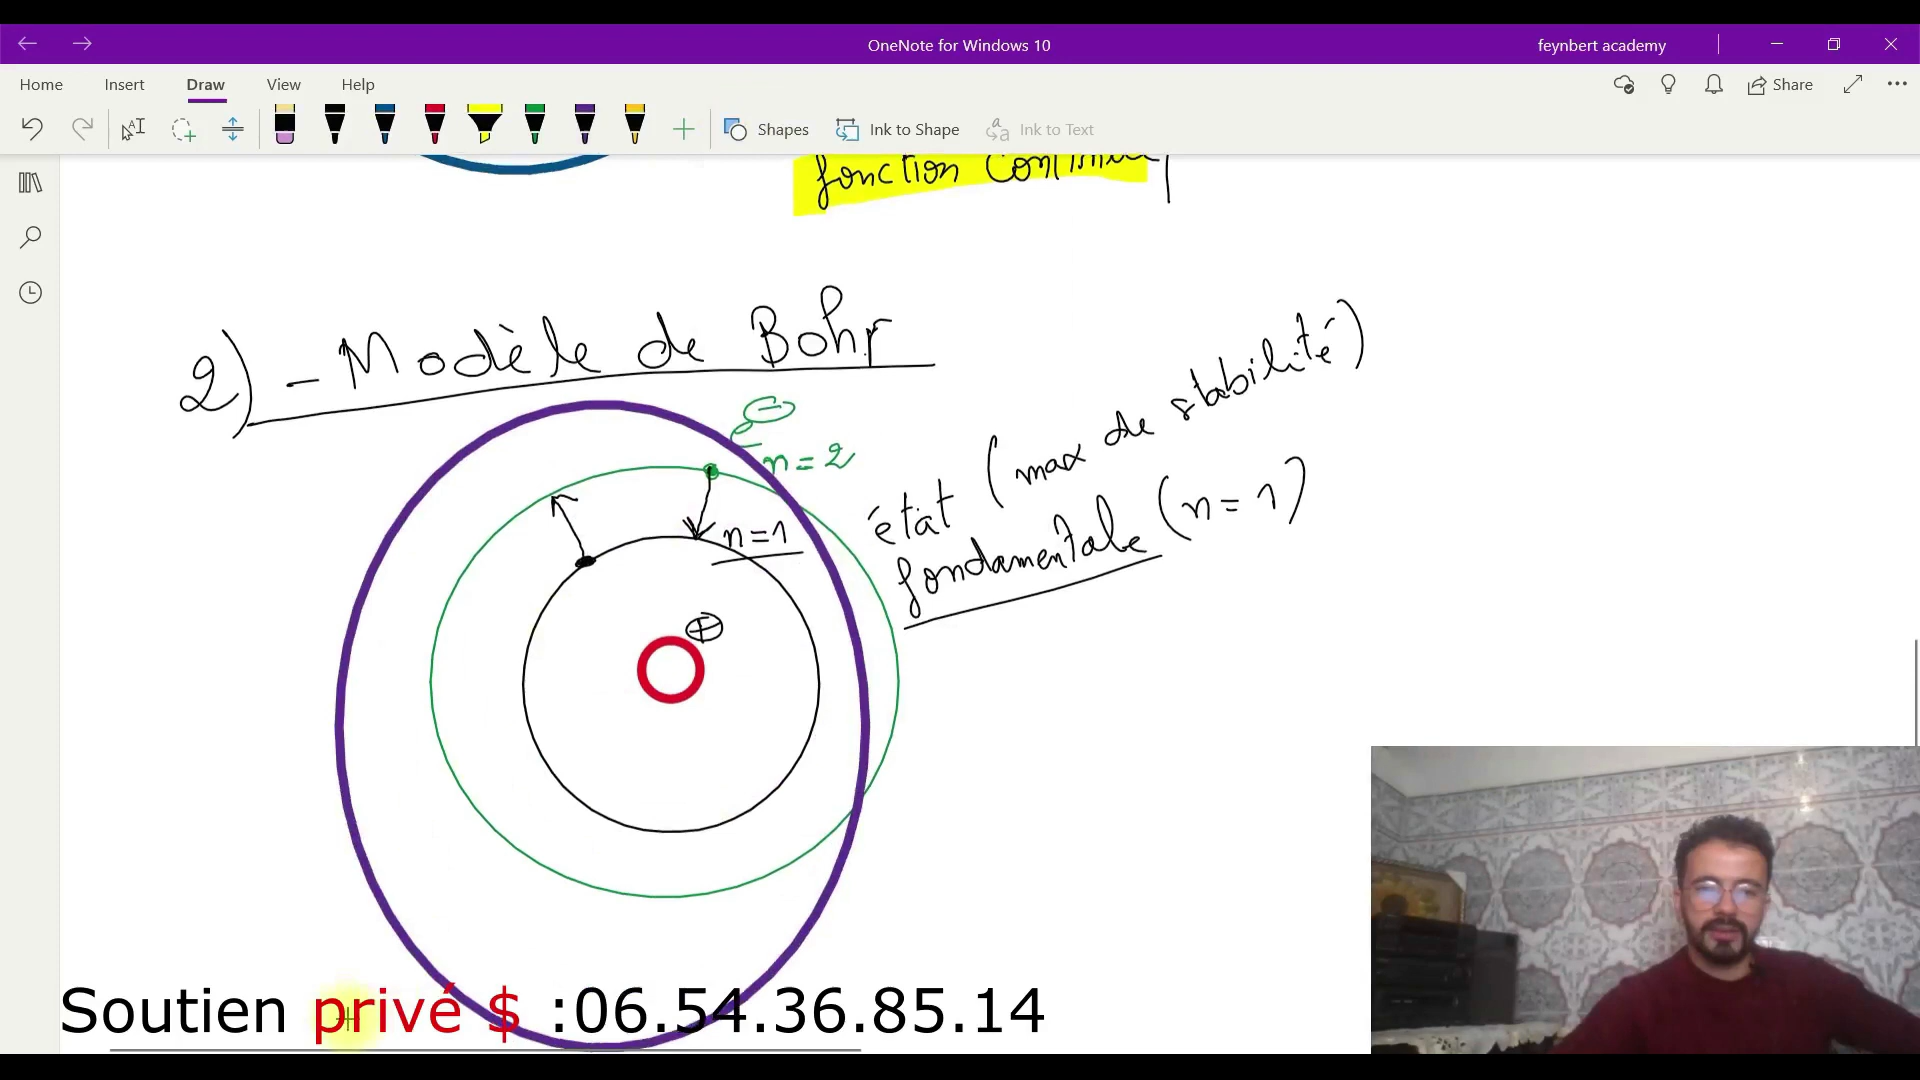 OneNote for Windows 10
feynbert academy
Home Insert Draw View Help
Share
Shapes
Ink to Shape
Ink to Text
fonction continue
2) - Modèle de Bohr
e ⊖
n = 2
n = 1
⊕
état (max de stabilité)
fondamentale (n = 1)
Soutien privé $ :06.54.36.85.14